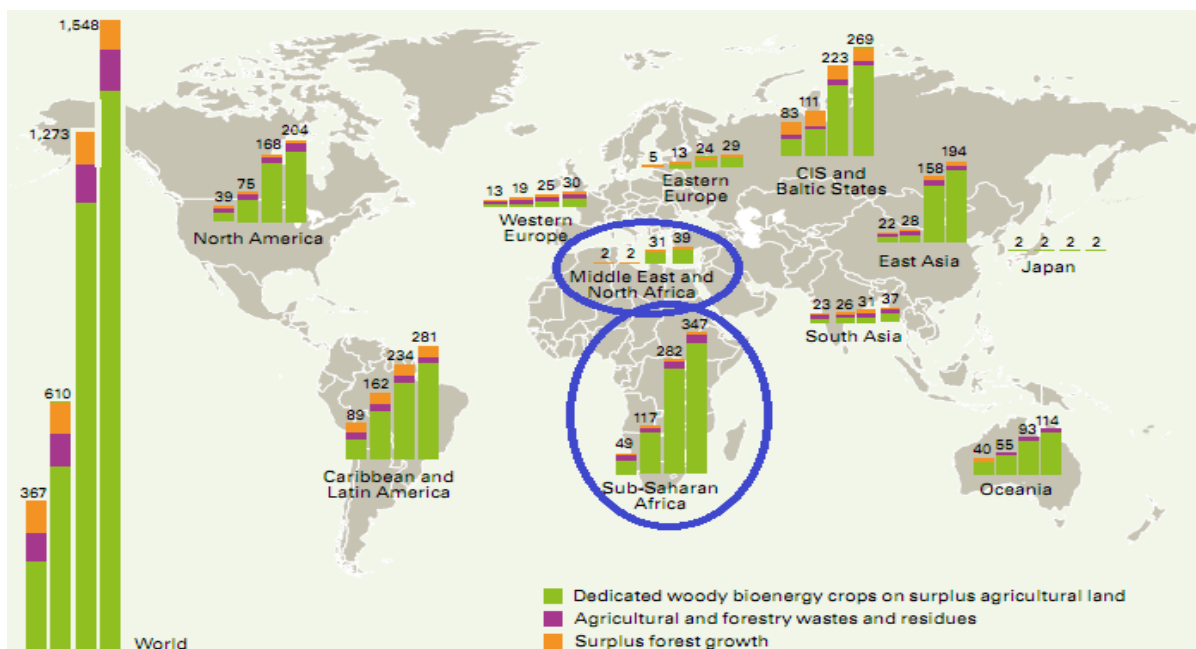 1,548
1,273
610
367
World
39 75 168 204
North America
89 162 234 281
Caribbean and
Latin America
13 19 25 30
Western
Europe
5 13 24 29
Eastern
Europe
83 111 223 269
CIS and
Baltic States
2 2 31 39
Middle East and
North Africa
49 117 282 347
Sub-Saharan
Africa
22 28 158 194
East Asia
2 2 2 2
Japan
23 26 31 37
South Asia
40 55 93 114
Oceania
Dedicated woody bioenergy crops on surplus agricultural land
Agricultural and forestry wastes and residues
Surplus forest growth